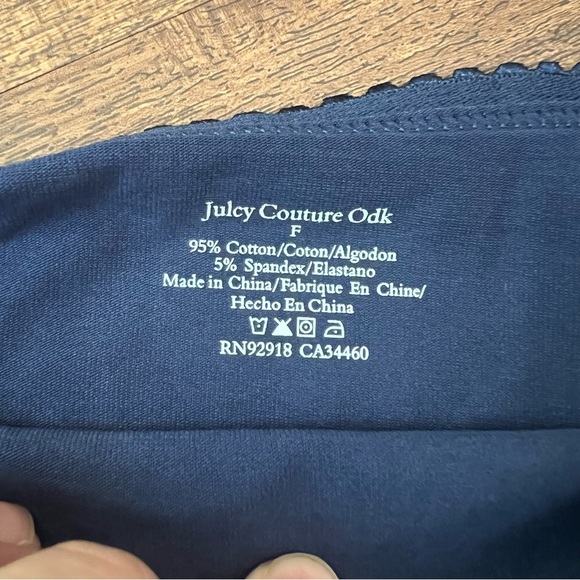 Julcy Couture Odk
F
95% Cotton/Coton/Algodon
5% Spandex/Elastano
Made in China/Fabrique En Chine/
Hecho En China
RN92918 CA34460